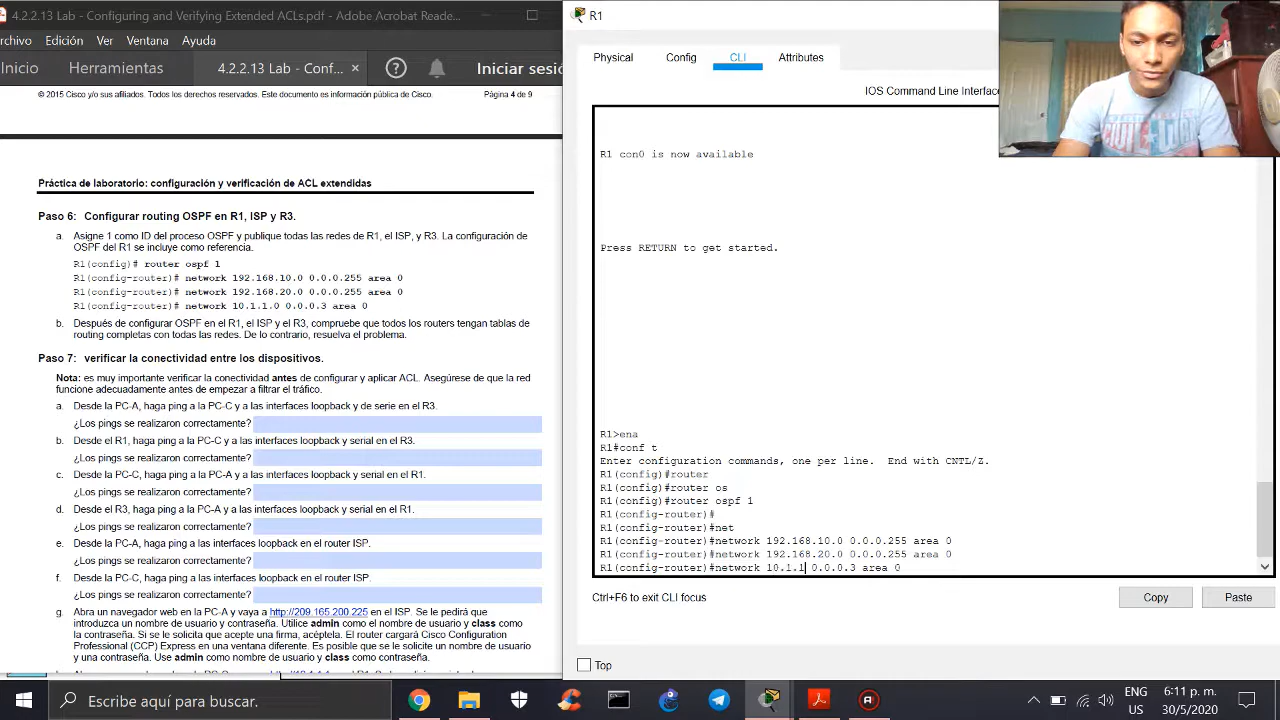 4.2.2.13 Lab - Configuring and Verifying Extended ACLs.pdf - Adobe Acrobat Reade...
Archivo Edición Ver Ventana Ayuda
Inicio Herramientas 4.2.2.13 Lab - Conf... × Iniciar sesió
© 2015 Cisco y/o sus afiliados. Todos los derechos reservados. Este documento es información pública de Cisco. Página 4 de 9
Práctica de laboratorio: configuración y verificación de ACL extendidas
Paso 6: Configurar routing OSPF en R1, ISP y R3.
a. Asigne 1 como ID del proceso OSPF y publique todas las redes de R1, el ISP, y R3. La configuración de
OSPF del R1 se incluye como referencia.
R1(config)# router ospf 1
R1(config-router)# network 192.168.10.0 0.0.0.255 area 0
R1(config-router)# network 192.168.20.0 0.0.0.255 area 0
R1(config-router)# network 10.1.1.0 0.0.0.3 area 0
b. Después de configurar OSPF en el R1, el ISP y el R3, compruebe que todos los routers tengan tablas de
routing completas con todas las redes. De lo contrario, resuelva el problema.
Paso 7: verificar la conectividad entre los dispositivos.
Nota: es muy importante verificar la conectividad antes de configurar y aplicar ACL. Asegúrese de que la red
funcione adecuadamente antes de empezar a filtrar el tráfico.
a. Desde la PC-A, haga ping a la PC-C y a las interfaces loopback y de serie en el R3.
¿Los pings se realizaron correctamente?
b. Desde el R1, haga ping a la PC-C y a las interfaces loopback y serial en el R3.
¿Los pings se realizaron correctamente?
c. Desde la PC-C, haga ping a la PC-A y a las interfaces loopback y serial en el R1.
¿Los pings se realizaron correctamente?
d. Desde el R3, haga ping a la PC-A y a las interfaces loopback y serial en el R1.
¿Los pings se realizaron correctamente?
e. Desde la PC-A, haga ping a las interfaces loopback en el router ISP.
¿Los pings se realizaron correctamente?
f. Desde la PC-C, haga ping a las interfaces loopback en el router ISP.
¿Los pings se realizaron correctamente?
g. Abra un navegador web en la PC-A y vaya a http://209.165.200.225 en el ISP. Se le pedirá que
introduzca un nombre de usuario y contraseña. Utilice admin como el nombre de usuario y class como
la contraseña. Si se le solicita que acepte una firma, acéptela. El router cargará Cisco Configuration
Professional (CCP) Express en una ventana diferente. Es posible que se le solicite un nombre de usuario
y una contraseña. Use admin como nombre de usuario y class como contraseña.
R1
Physical Config CLI Attributes
IOS Command Line Interface
R1 con0 is now available
Press RETURN to get started.
R1>ena
R1#conf t
Enter configuration commands, one per line. End with CNTL/Z.
R1(config)#router
R1(config)#router os
R1(config)#router ospf 1
R1(config-router)#
R1(config-router)#net
R1(config-router)#network 192.168.10.0 0.0.0.255 area 0
R1(config-router)#network 192.168.20.0 0.0.0.255 area 0
R1(config-router)#network 10.1.1 0.0.0.3 area 0
Ctrl+F6 to exit CLI focus
Copy Paste
Top
Escribe aquí para buscar.
ENG 6:11 p. m.
US 30/5/2020